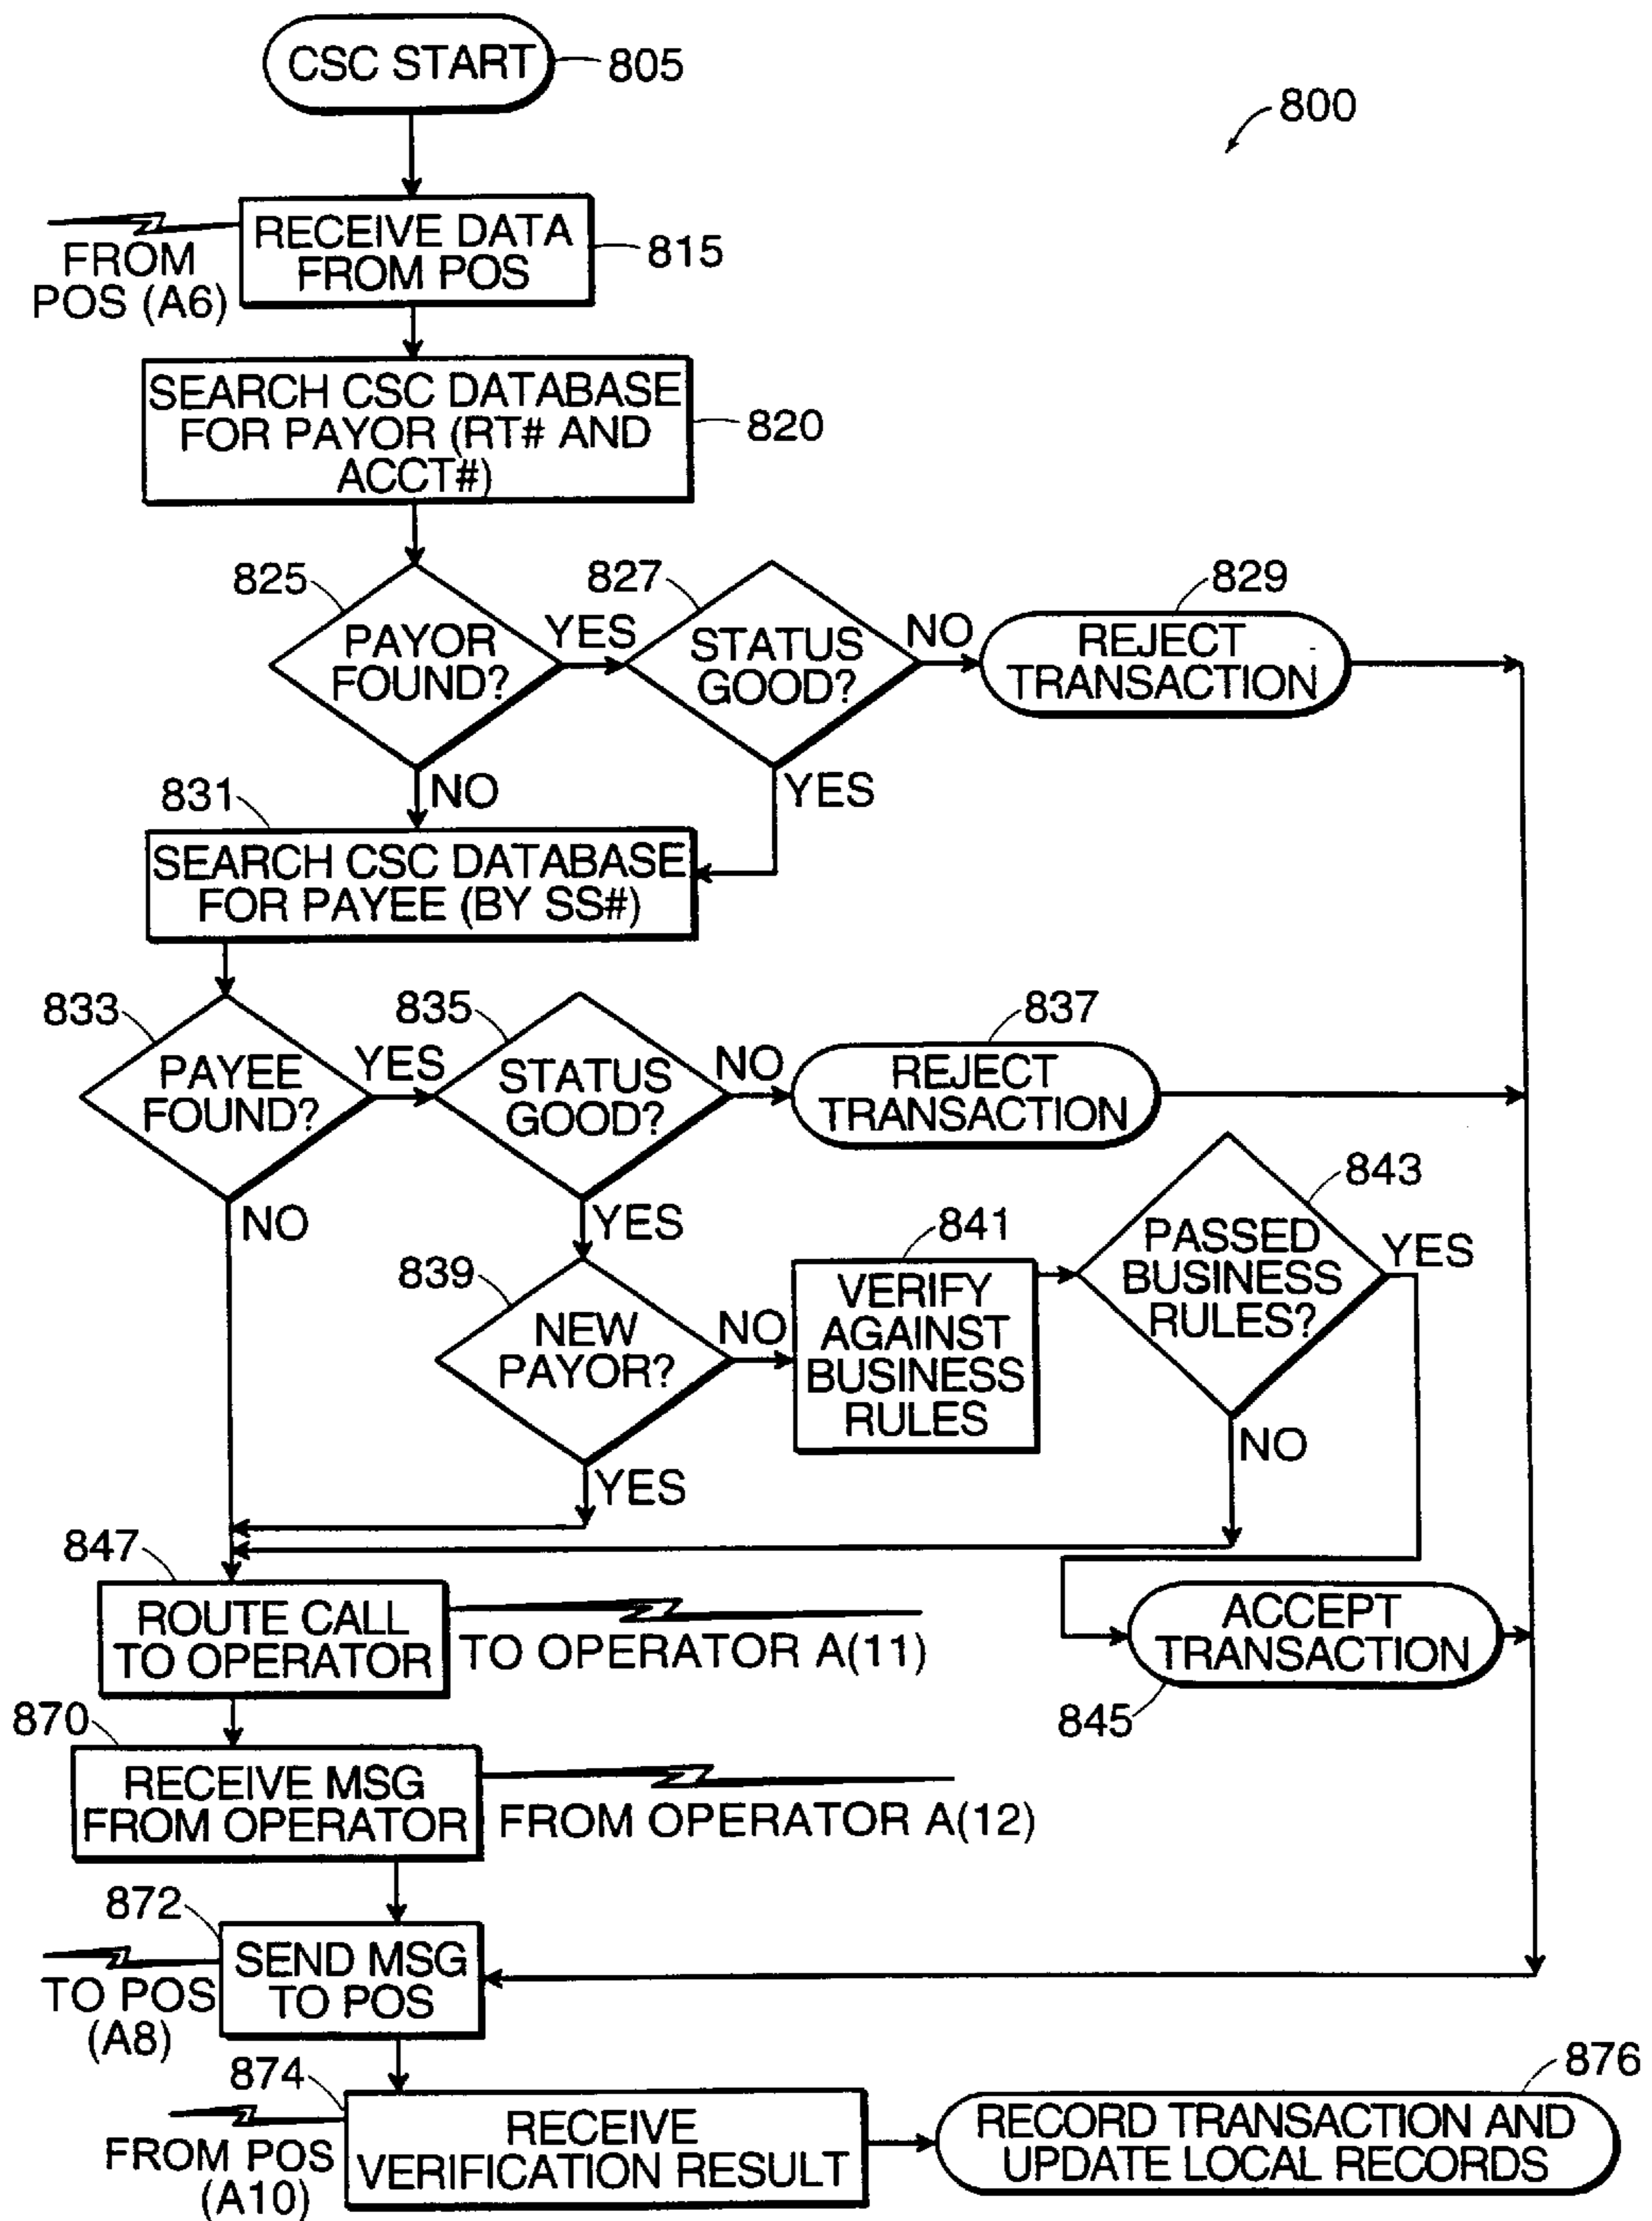 CSC START
805
800
RECEIVE DATA
FROM POS
815
FROM
POS (A6)
SEARCH CSC DATABASE
FOR PAYOR (RT# AND
ACCT#)
820
825
PAYOR
FOUND?
YES
827
STATUS
GOOD?
NO
829
REJECT
TRANSACTION
NO
YES
831
SEARCH CSC DATABASE
FOR PAYEE (BY SS#)
833
PAYEE
FOUND?
YES
835
STATUS
GOOD?
NO
837
REJECT
TRANSACTION
NO
YES
839
NEW
PAYOR?
NO
841
VERIFY
AGAINST
BUSINESS
RULES
843
PASSED
BUSINESS
RULES?
YES
NO
YES
847
ROUTE CALL
TO OPERATOR
TO OPERATOR A(11)
ACCEPT
TRANSACTION
845
870
RECEIVE MSG
FROM OPERATOR
FROM OPERATOR A(12)
872
SEND MSG
TO POS
TO POS
(A8)
874
RECEIVE
VERIFICATION RESULT
FROM POS
(A10)
876
RECORD TRANSACTION AND
UPDATE LOCAL RECORDS